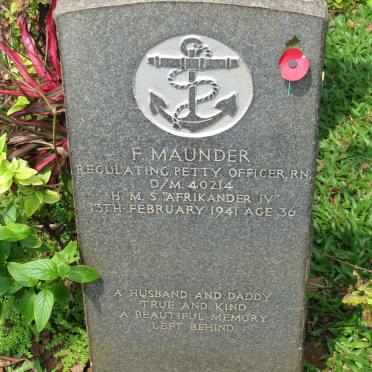 F. MAUNDER
REGULATING PETTY OFFICER, RN.
D/M. 40214
H. M. S. "AFRIKANDER IV"
13TH FEBRUARY 1941 AGE 36
A HUSBAND AND DADDY
TRUE AND KIND
A BEAUTIFUL MEMORY
LEFT BEHIND